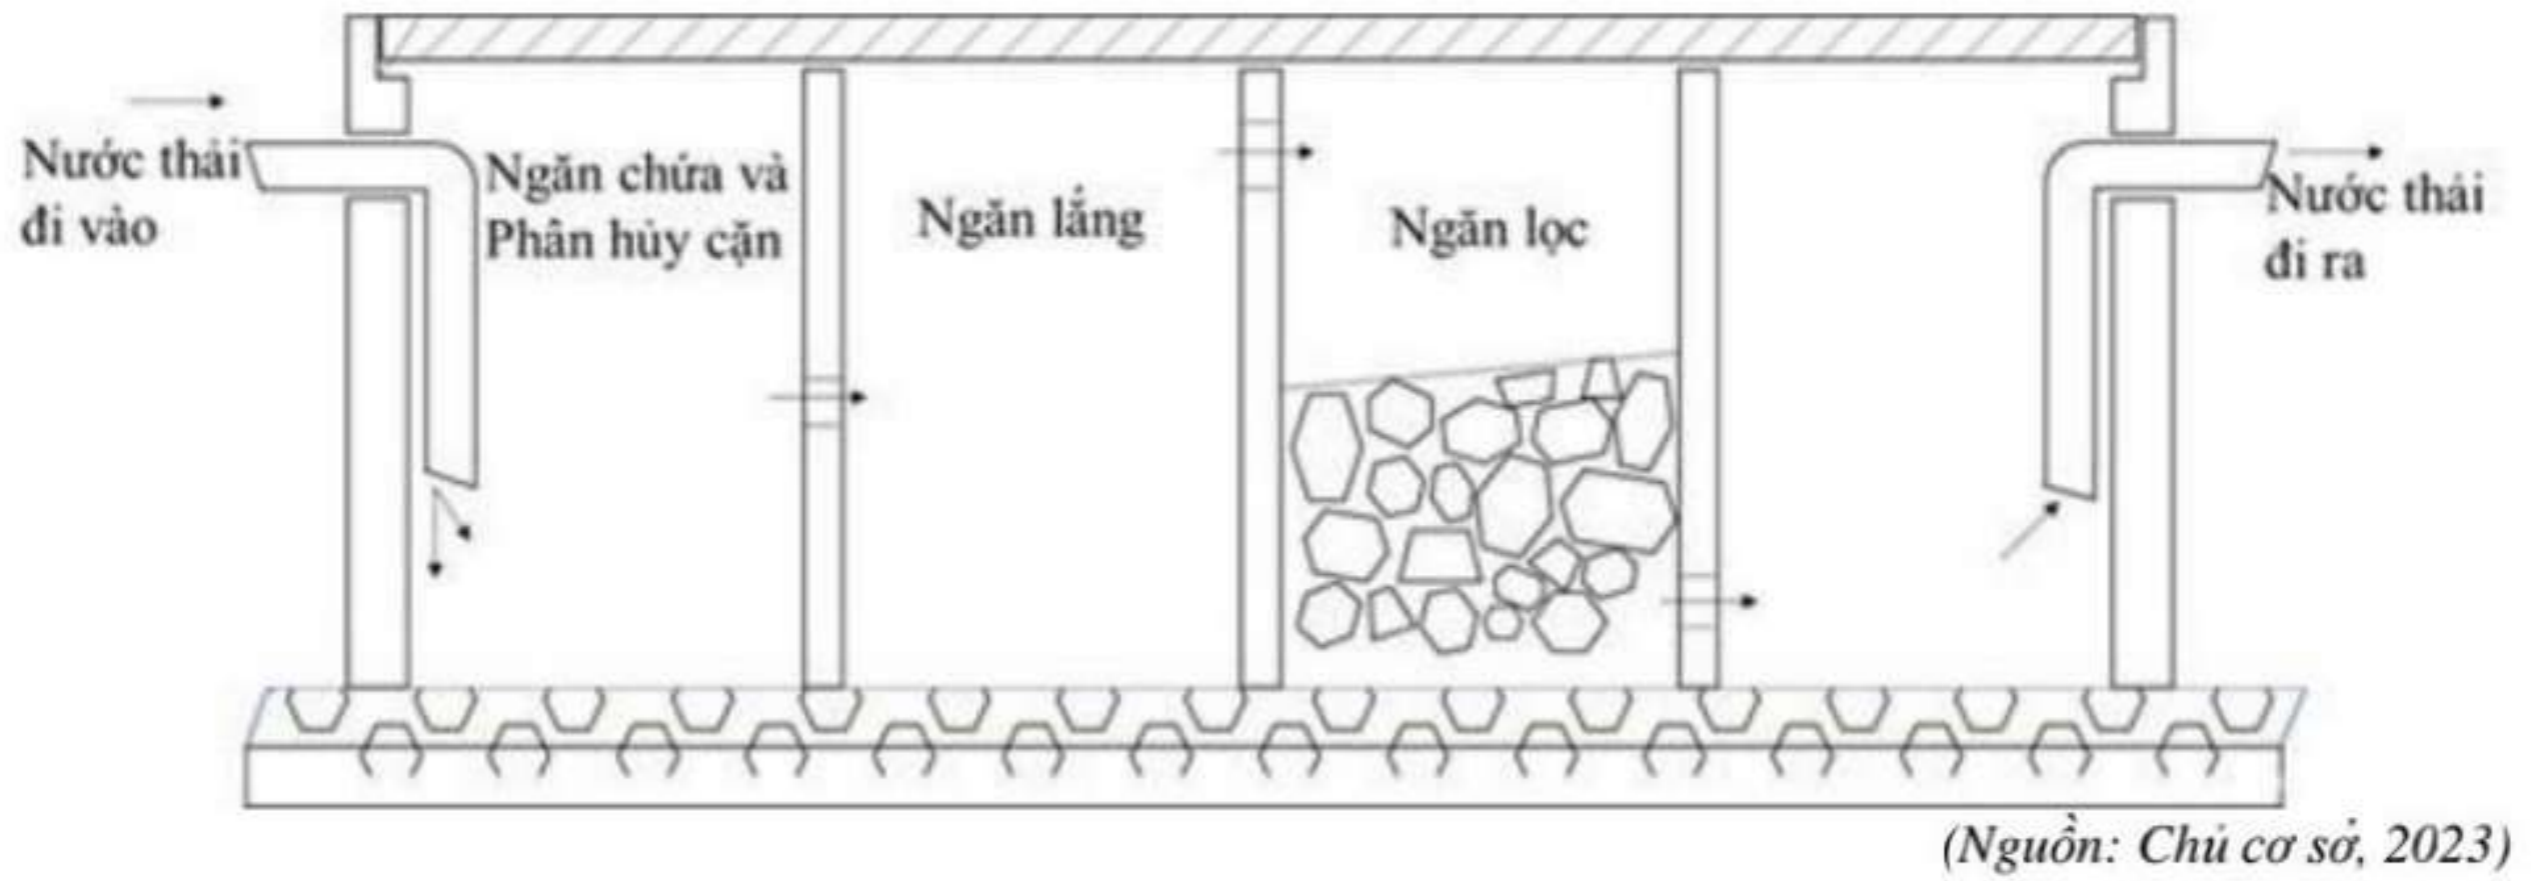 Nước thải
đi vào
Ngăn chứa và
Phân hủy cặn
Ngăn lắng
Ngăn lọc
Nước thải
đi ra
(Nguồn: Chủ cơ sở, 2023)